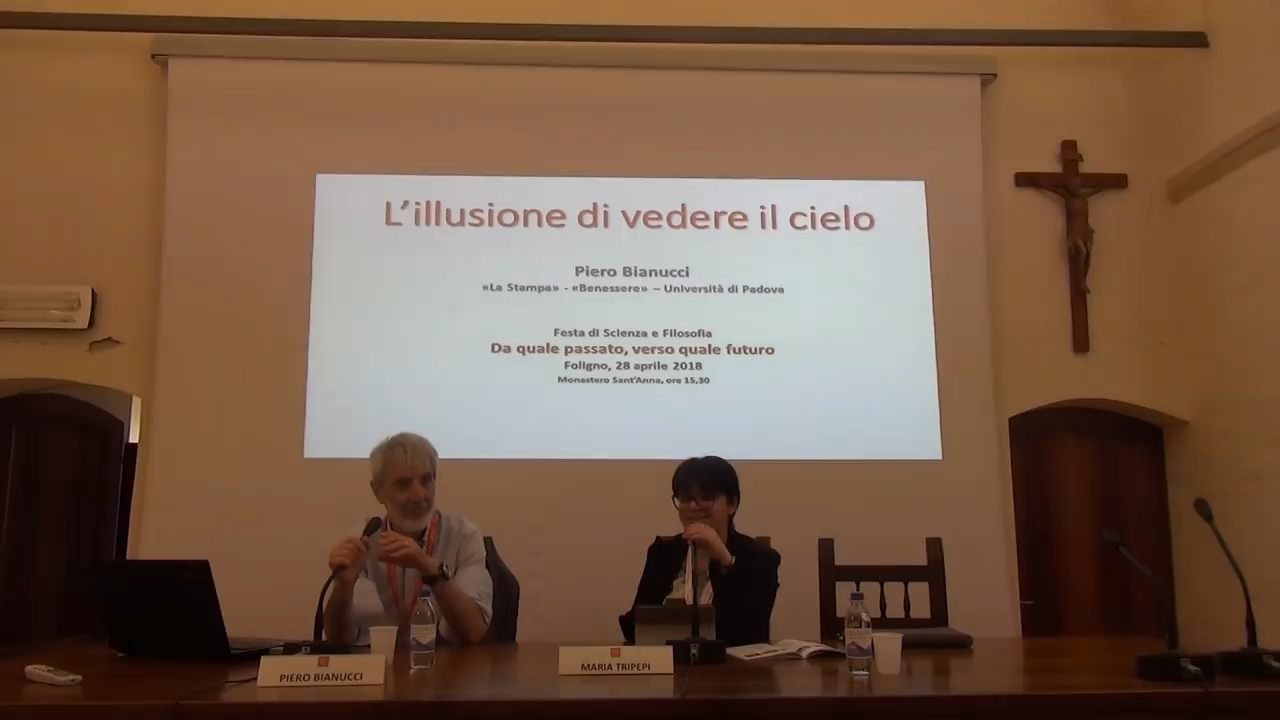 L'illusione di vedere il cielo
Piero Bianucci
«La Stampa» - «Benessere» – Università di Padova
Festa di Scienza e Filosofia
Da quale passato, verso quale futuro
Foligno, 28 aprile 2018
Monastero Sant'Anna, ore 15,30
PIERO BIANUCCI
MARIA TRIPEPI